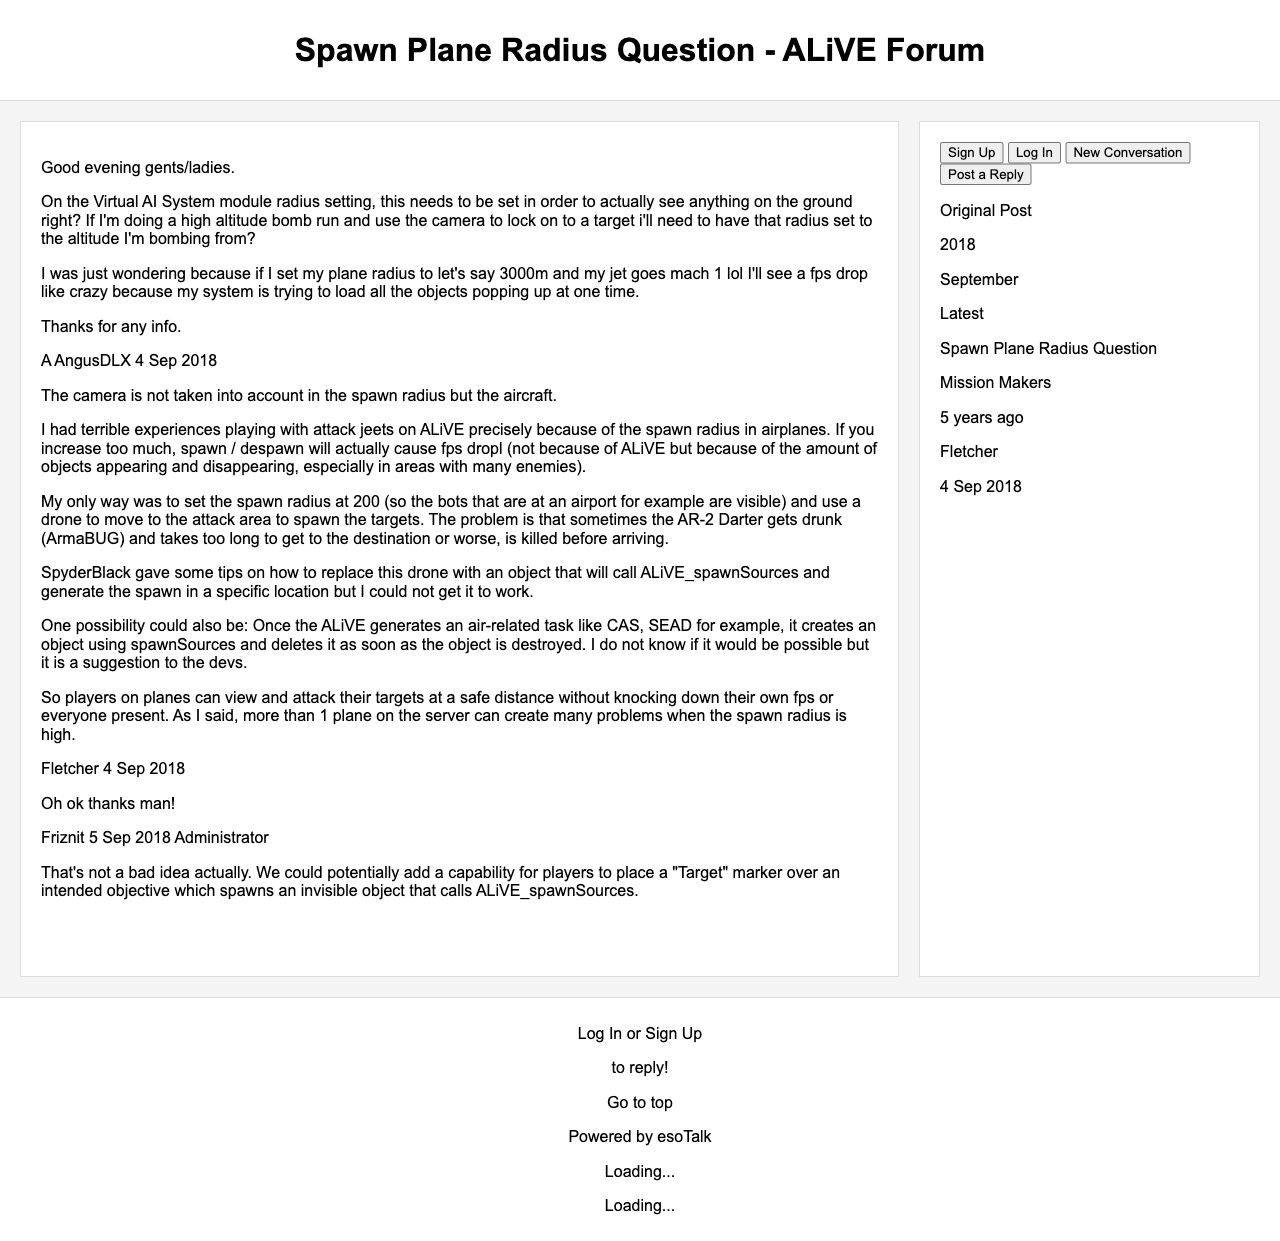 Spawn Plane Radius Question - ALiVE Forum
Good evening gents/ladies.
On the Virtual AI System module radius setting, this needs to be set in order to actually see anything on the ground
right? If I'm doing a high altitude bomb run and use the camera to lock on to a target i'll need to have that radius set to
the altitude I'm bombing from?
I was just wondering because if I set my plane radius to let's say 3000m and my jet goes mach 1 lol I'll see a fps drop
like crazy because my system is trying to load all the objects popping up at one time.
Thanks for any info.
A AngusDLX 4 Sep 2018
The camera is not taken into account in the spawn radius but the aircraft.
I had terrible experiences playing with attack jeets on ALiVE precisely because of the spawn radius in airplanes. If you
increase too much, spawn / despawn will actually cause fps dropl (not because of ALiVE but because of the amount of
objects appearing and disappearing, especially in areas with many enemies).
My only way was to set the spawn radius at 200 (so the bots that are at an airport for example are visible) and use a
drone to move to the attack area to spawn the targets. The problem is that sometimes the AR-2 Darter gets drunk
(ArmaBUG) and takes too long to get to the destination or worse, is killed before arriving.
SpyderBlack gave some tips on how to replace this drone with an object that will call ALiVE_spawnSources and
generate the spawn in a specific location but I could not get it to work.
One possibility could also be: Once the ALiVE generates an air-related task like CAS, SEAD for example, it creates an
object using spawnSources and deletes it as soon as the object is destroyed. I do not know if it would be possible but
it is a suggestion to the devs.
So players on planes can view and attack their targets at a safe distance without knocking down their own fps or
everyone present. As I said, more than 1 plane on the server can create many problems when the spawn radius is
high.
Fletcher 4 Sep 2018
Oh ok thanks man!
Friznit 5 Sep 2018 Administrator
That's not a bad idea actually. We could potentially add a capability for players to place a "Target" marker over an
intended objective which spawns an invisible object that calls ALiVE_spawnSources.
Sign Up Log In New Conversation
Post a Reply
Original Post
2018
September
Latest
Spawn Plane Radius Question
Mission Makers
5 years ago
Fletcher
4 Sep 2018
Log In or Sign Up
to reply!
Go to top
Powered by esoTalk
Loading...
Loading...